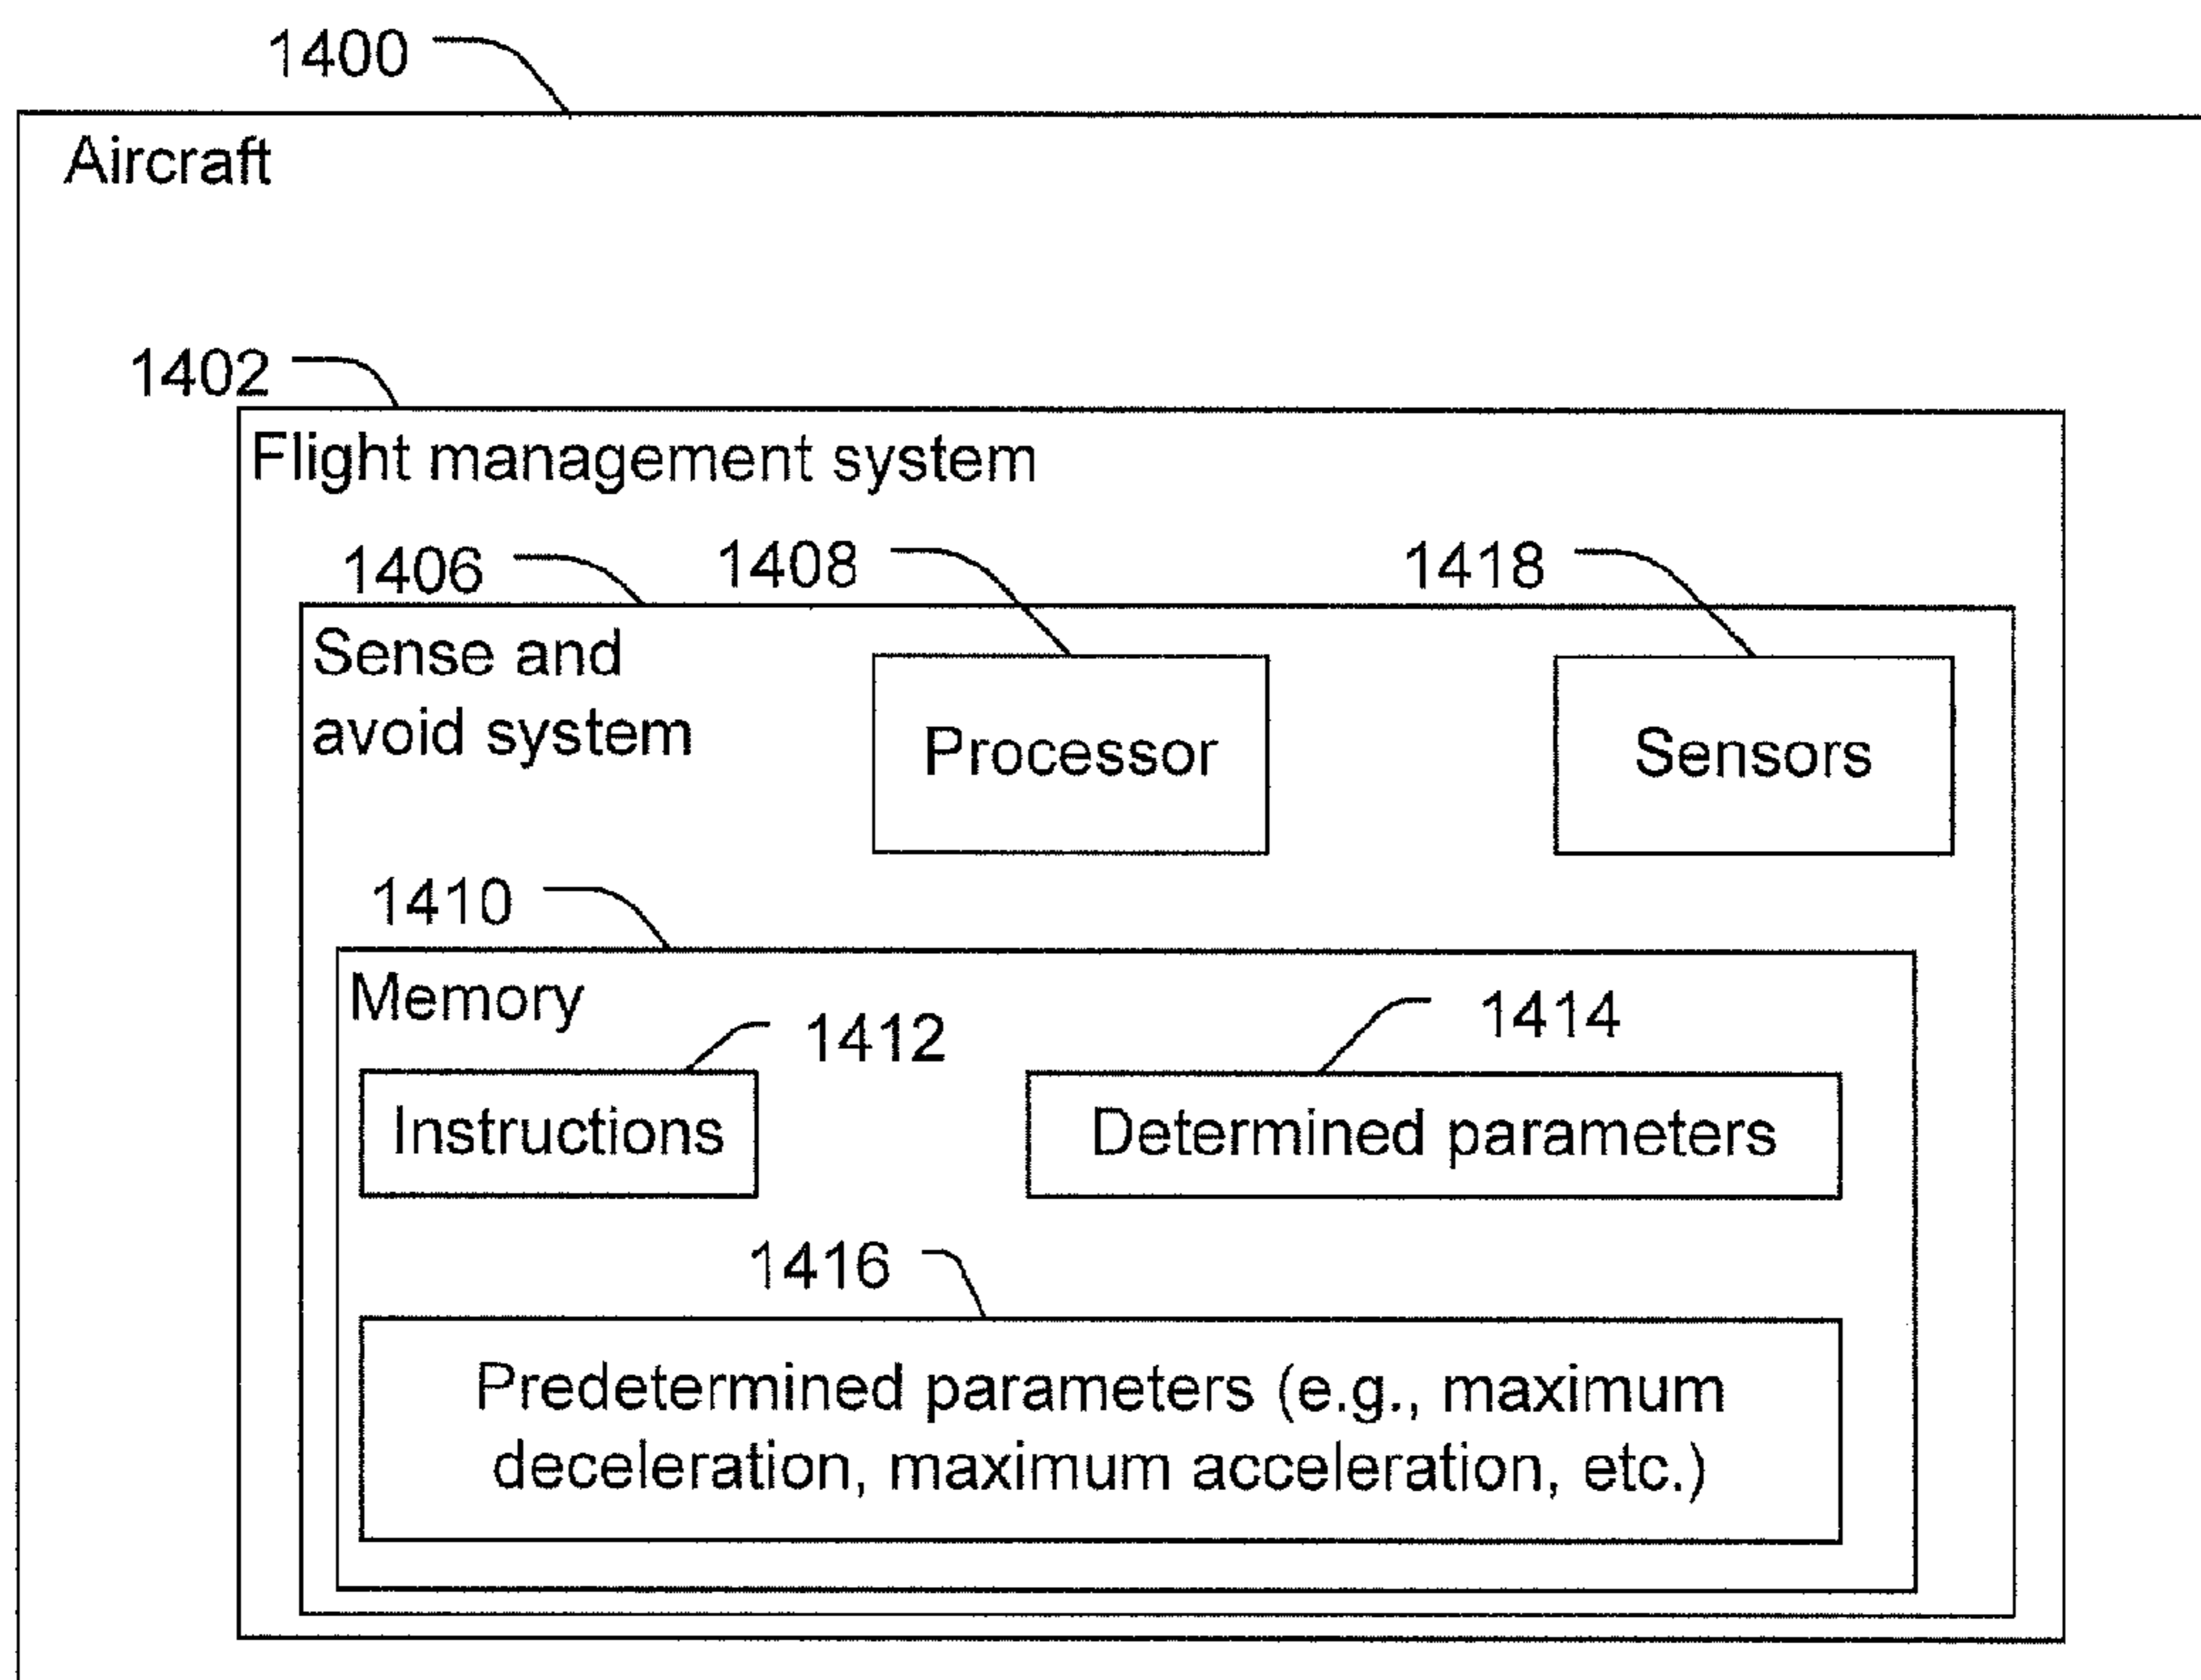 1400
Aircraft
1402
Flight management system
1406
1408
1418
Sense and
avoid system
Processor
Sensors
1410
Memory
1412
1414
Instructions
Determined parameters
1416
Predetermined parameters (e.g., maximum
deceleration, maximum acceleration, etc.)